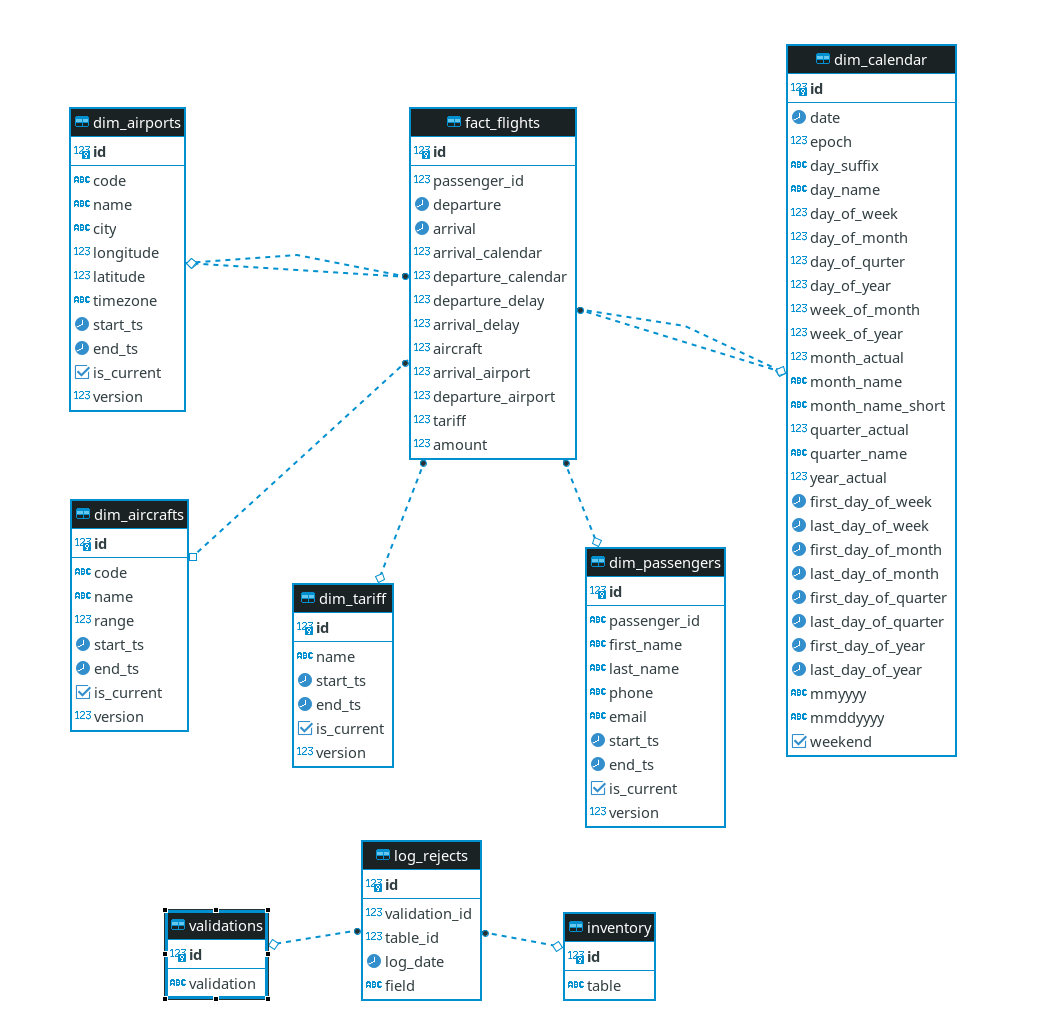 dim_airports
id
code
name
city
longitude
latitude
timezone
start_ts
end_ts
is_current
version
fact_flights
id
passenger_id
departure
arrival
arrival_calendar
departure_calendar
departure_delay
arrival_delay
aircraft
arrival_airport
departure_airport
tariff
amount
dim_calendar
id
date
epoch
day_suffix
day_name
day_of_week
day_of_month
day_of_qurter
day_of_year
week_of_month
week_of_year
month_actual
month_name
month_name_short
quarter_actual
quarter_name
year_actual
first_day_of_week
last_day_of_week
first_day_of_month
last_day_of_month
first_day_of_quarter
last_day_of_quarter
first_day_of_year
last_day_of_year
mmyyyy
mmddyyyy
weekend
dim_aircrafts
id
code
name
range
start_ts
end_ts
is_current
version
dim_tariff
id
name
start_ts
end_ts
is_current
version
dim_passengers
id
passenger_id
first_name
last_name
phone
email
start_ts
end_ts
is_current
version
validations
id
validation
log_rejects
id
validation_id
table_id
log_date
field
inventory
id
table